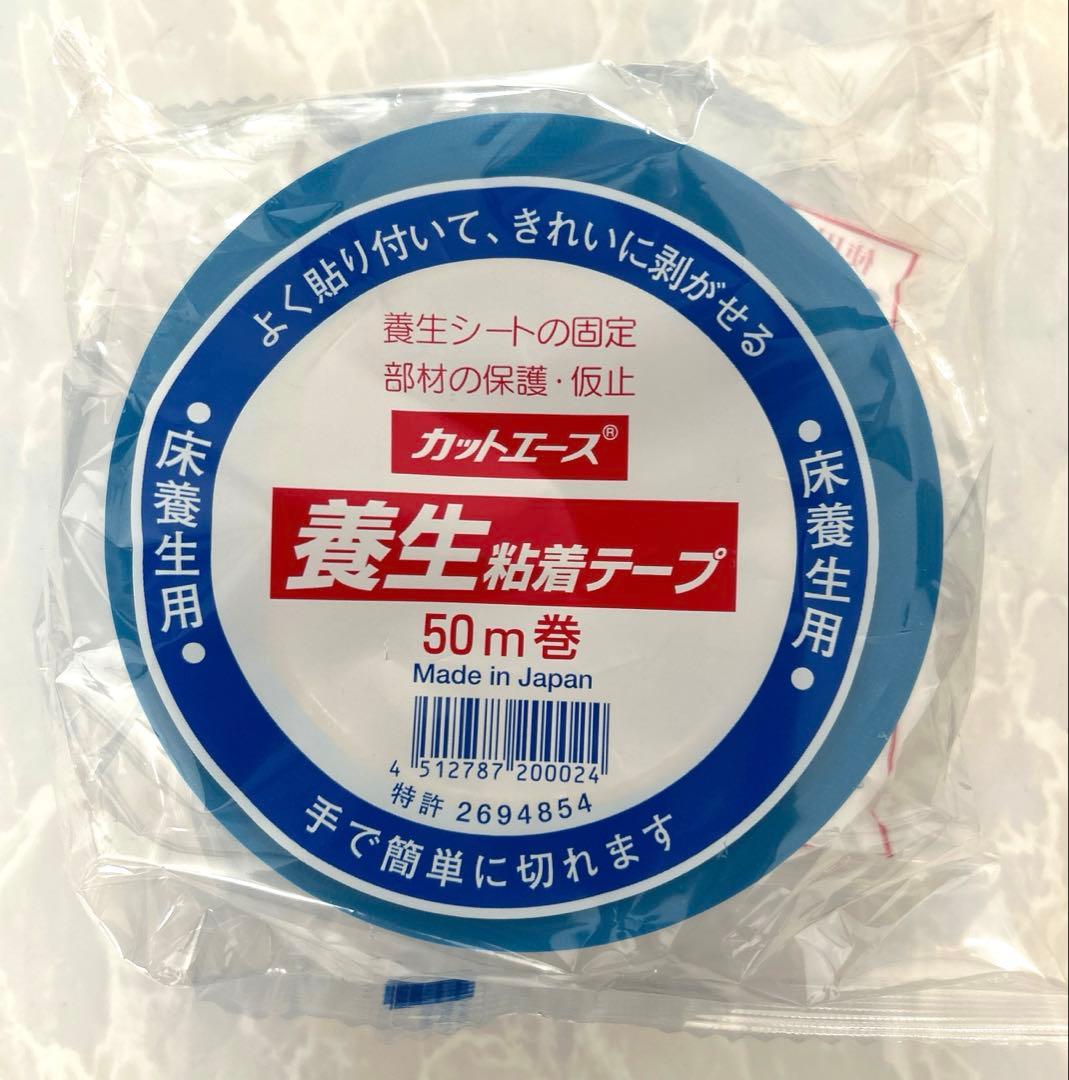 よく貼り付いて、きれいに剥がせる
養生シートの固定
部材の保護・仮止
カットエース®
養生粘着テープ
50m巻
Made in Japan
4 512787 200024
特許 2694854
・床養生用・
・床養生用・
手で簡単に切れます